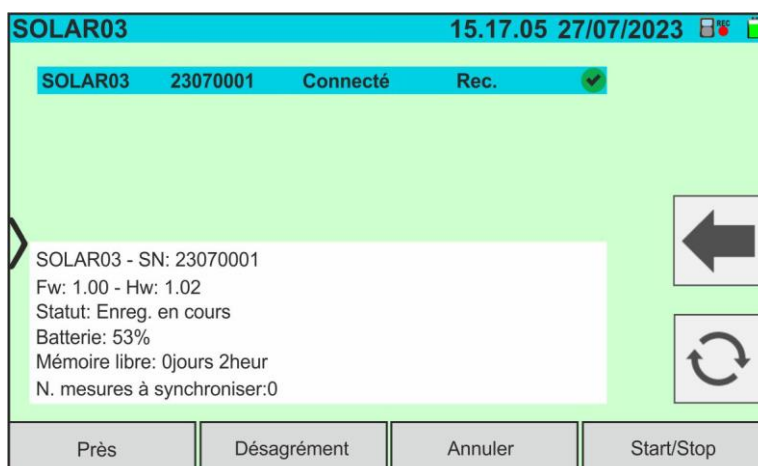 SOLAR03 15.17.05 27/07/2023 REC
SOLAR03 23070001 Connecté Rec.
SOLAR03 - SN: 23070001
Fw: 1.00 - Hw: 1.02
Statut: Enreg. en cours
Batterie: 53%
Mémoire libre: 0jours 2heur
N. mesures à synchroniser:0
Près Désagrément Annuler Start/Stop